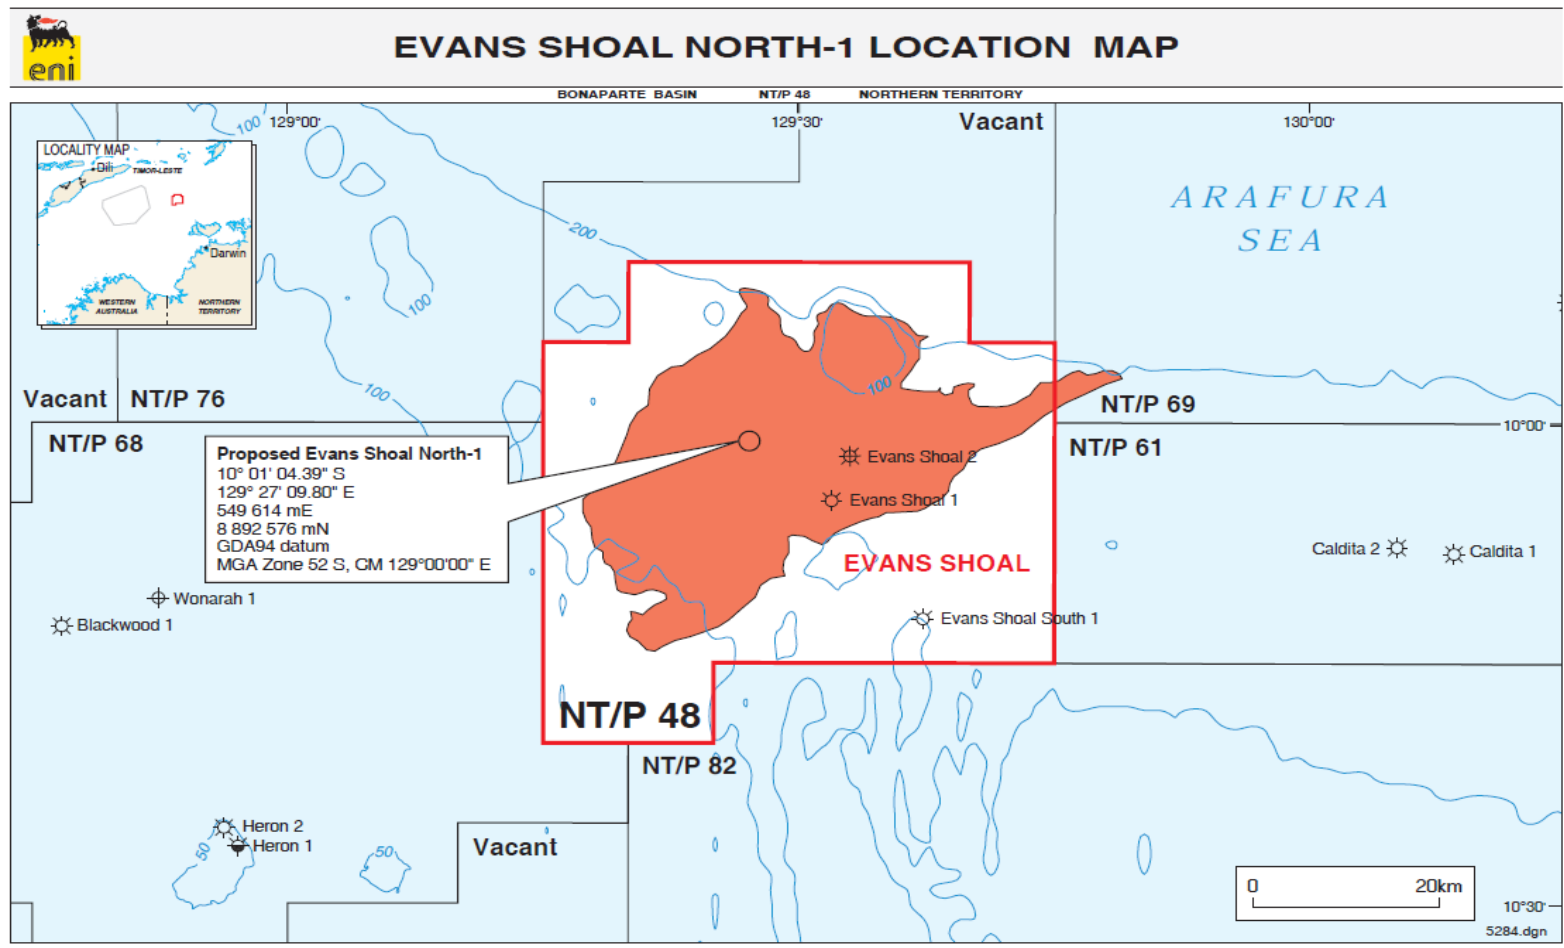 eni
EVANS SHOAL NORTH-1 LOCATION MAP
BONAPARTE BASIN NT/P 48 NORTHERN TERRITORY
100
129°00'
129°30'
Vacant
130°00'
LOCALITY MAP
Dili
TIMOR-LESTE
Darwin
WESTERN
AUSTRALIA
NORTHERN
TERRITORY
ARAFURA
SEA
200
100
100
100
Vacant
NT/P 76
NT/P 69
NT/P 68
10°00'
NT/P 61
Proposed Evans Shoal North-1
10° 01' 04.39" S
129° 27' 09.80" E
549 614 mE
8 892 576 mN
GDA94 datum
MGA Zone 52 S, CM 129°00'00" E
Evans Shoal 2
Evans Shoal 1
Caldita 2
Caldita 1
EVANS SHOAL
Wonarah 1
Blackwood 1
Evans Shoal South 1
NT/P 48
NT/P 82
Heron 2
Heron 1
50
50
Vacant
0 20km
10°30'
5284.dgn